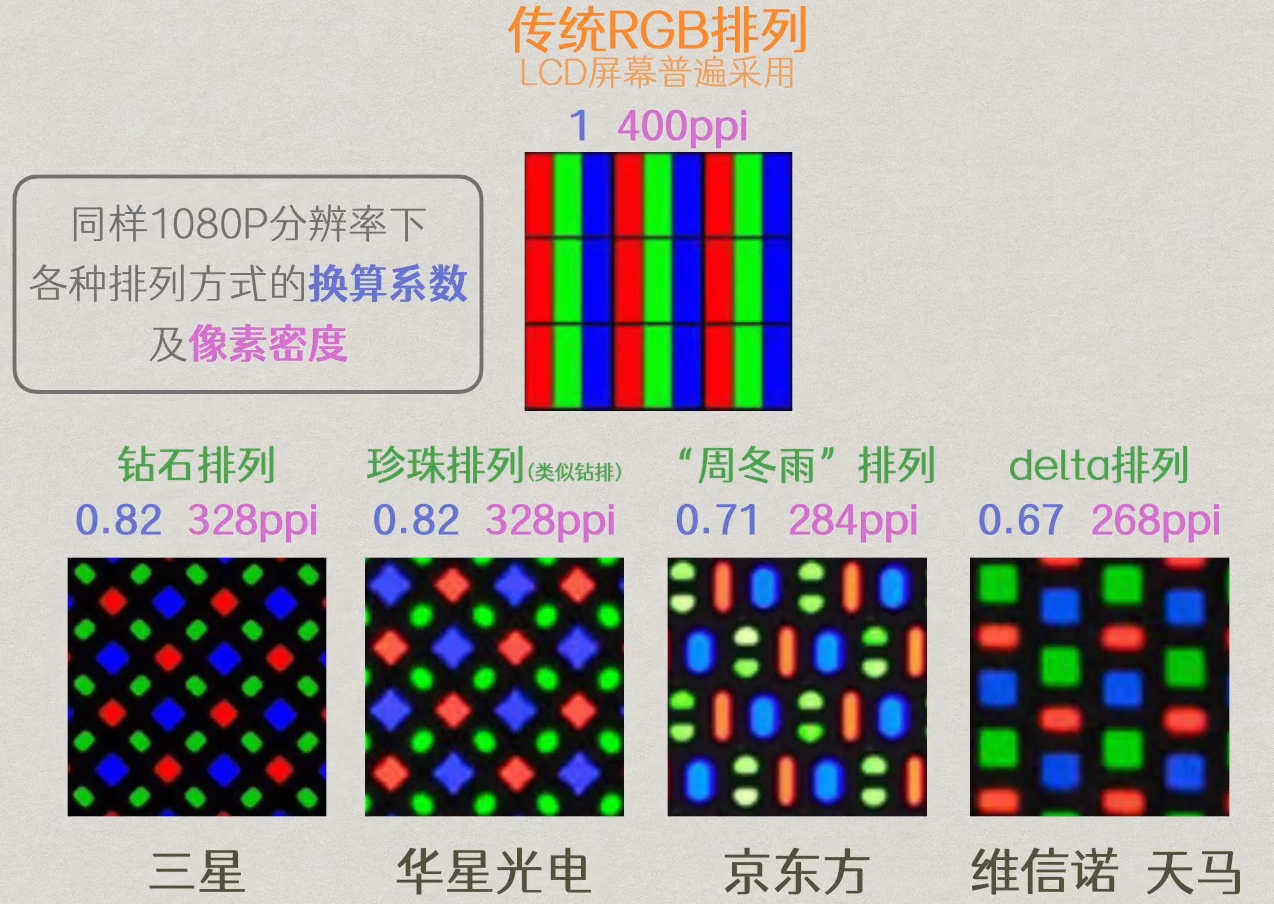 传统RGB排列
LCD屏幕普遍采用
1 400ppi
同样1080P分辨率下
各种排列方式的换算系数
及像素密度
钻石排列
0.82 328ppi
三星
珍珠排列(类似钻排)
0.82 328ppi
华星光电
“周冬雨”排列
0.71 284ppi
京东方
delta排列
0.67 268ppi
维信诺 天马